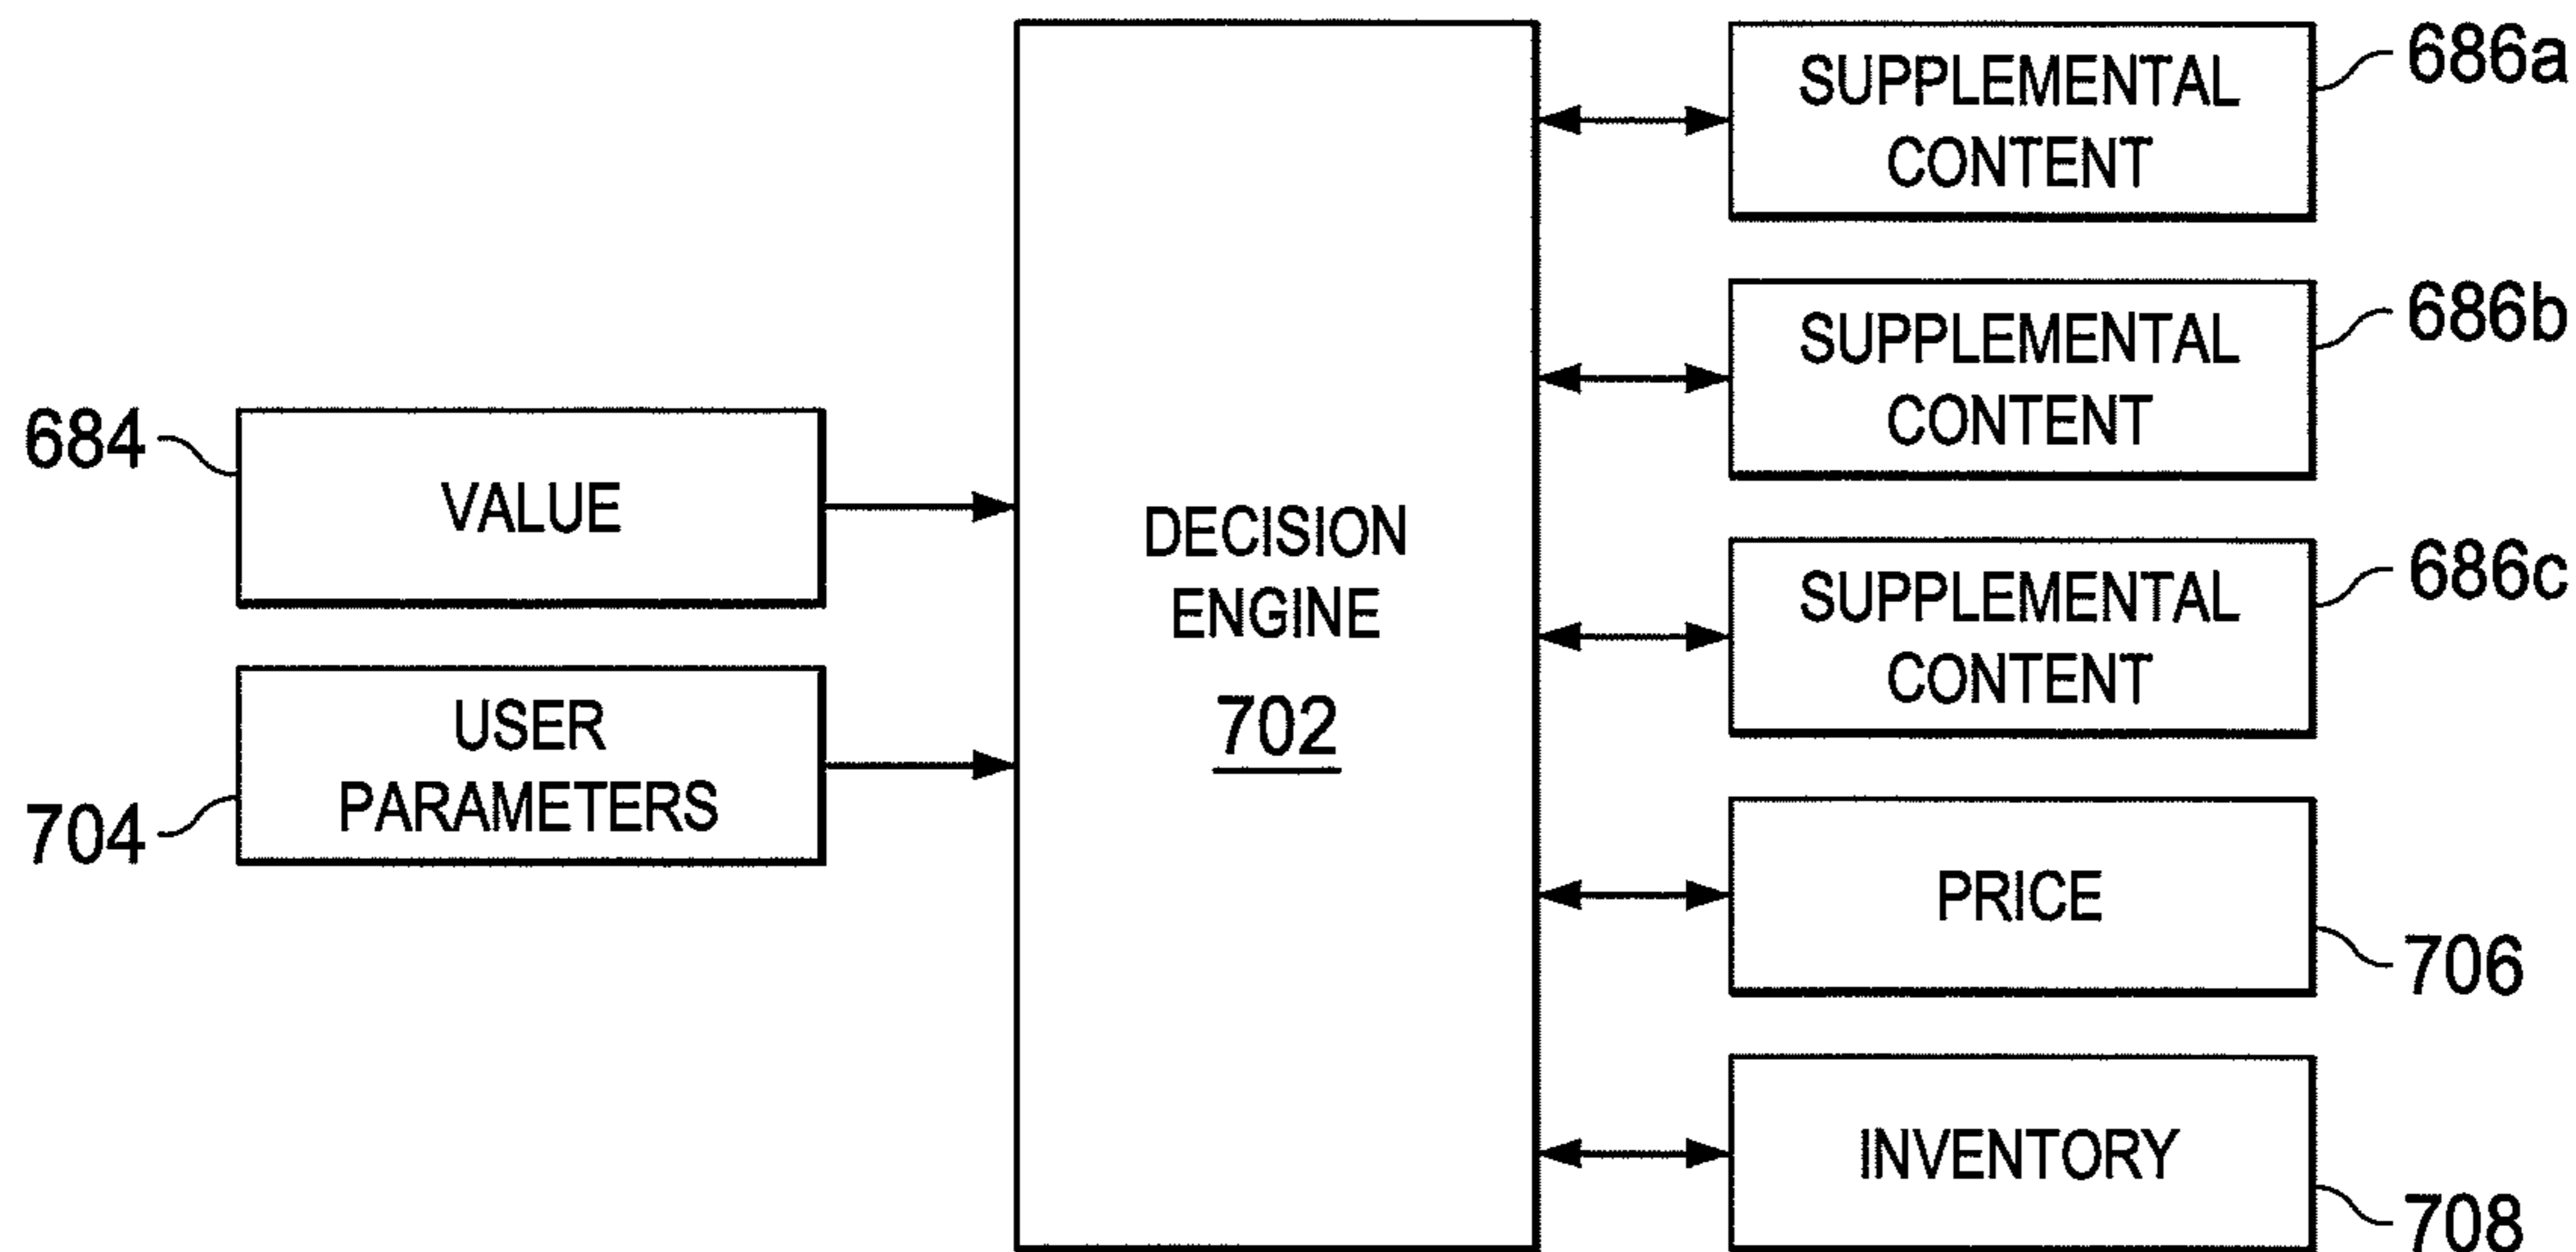 684
VALUE
USER
PARAMETERS
704
DECISION
ENGINE
702
SUPPLEMENTAL
CONTENT
686a
SUPPLEMENTAL
CONTENT
686b
SUPPLEMENTAL
CONTENT
686c
PRICE
706
INVENTORY
708